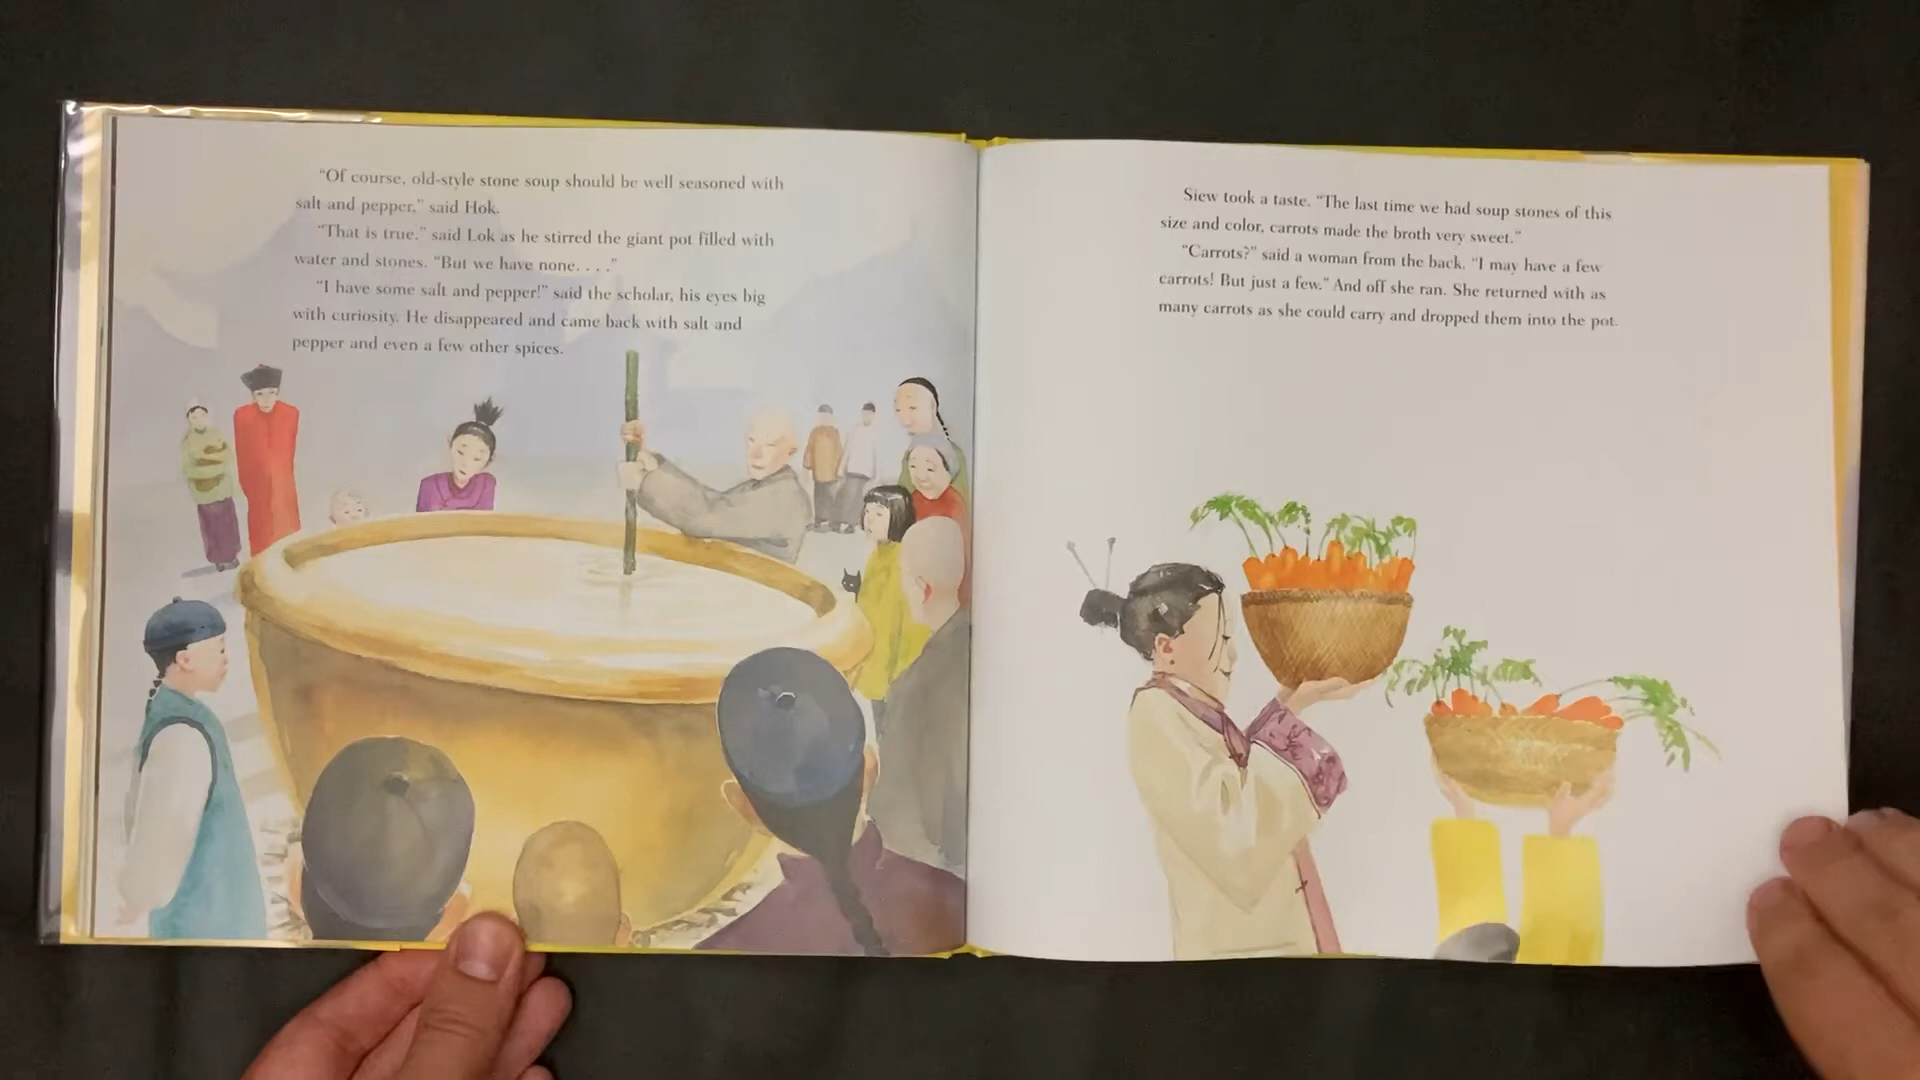 "Of course, old-style stone soup should be well seasoned with
salt and pepper," said Hok.
"That is true," said Lok as he stirred the giant pot filled with
water and stones. "But we have none. . . ."
"I have some salt and pepper!" said the scholar, his eyes big
with curiosity. He disappeared and came back with salt and
pepper and even a few other spices.
Siew took a taste. "The last time we had soup stones of this
size and color, carrots made the broth very sweet."
"Carrots?" said a woman from the back. "I may have a few
carrots! But just a few." And off she ran. She returned with as
many carrots as she could carry and dropped them into the pot.